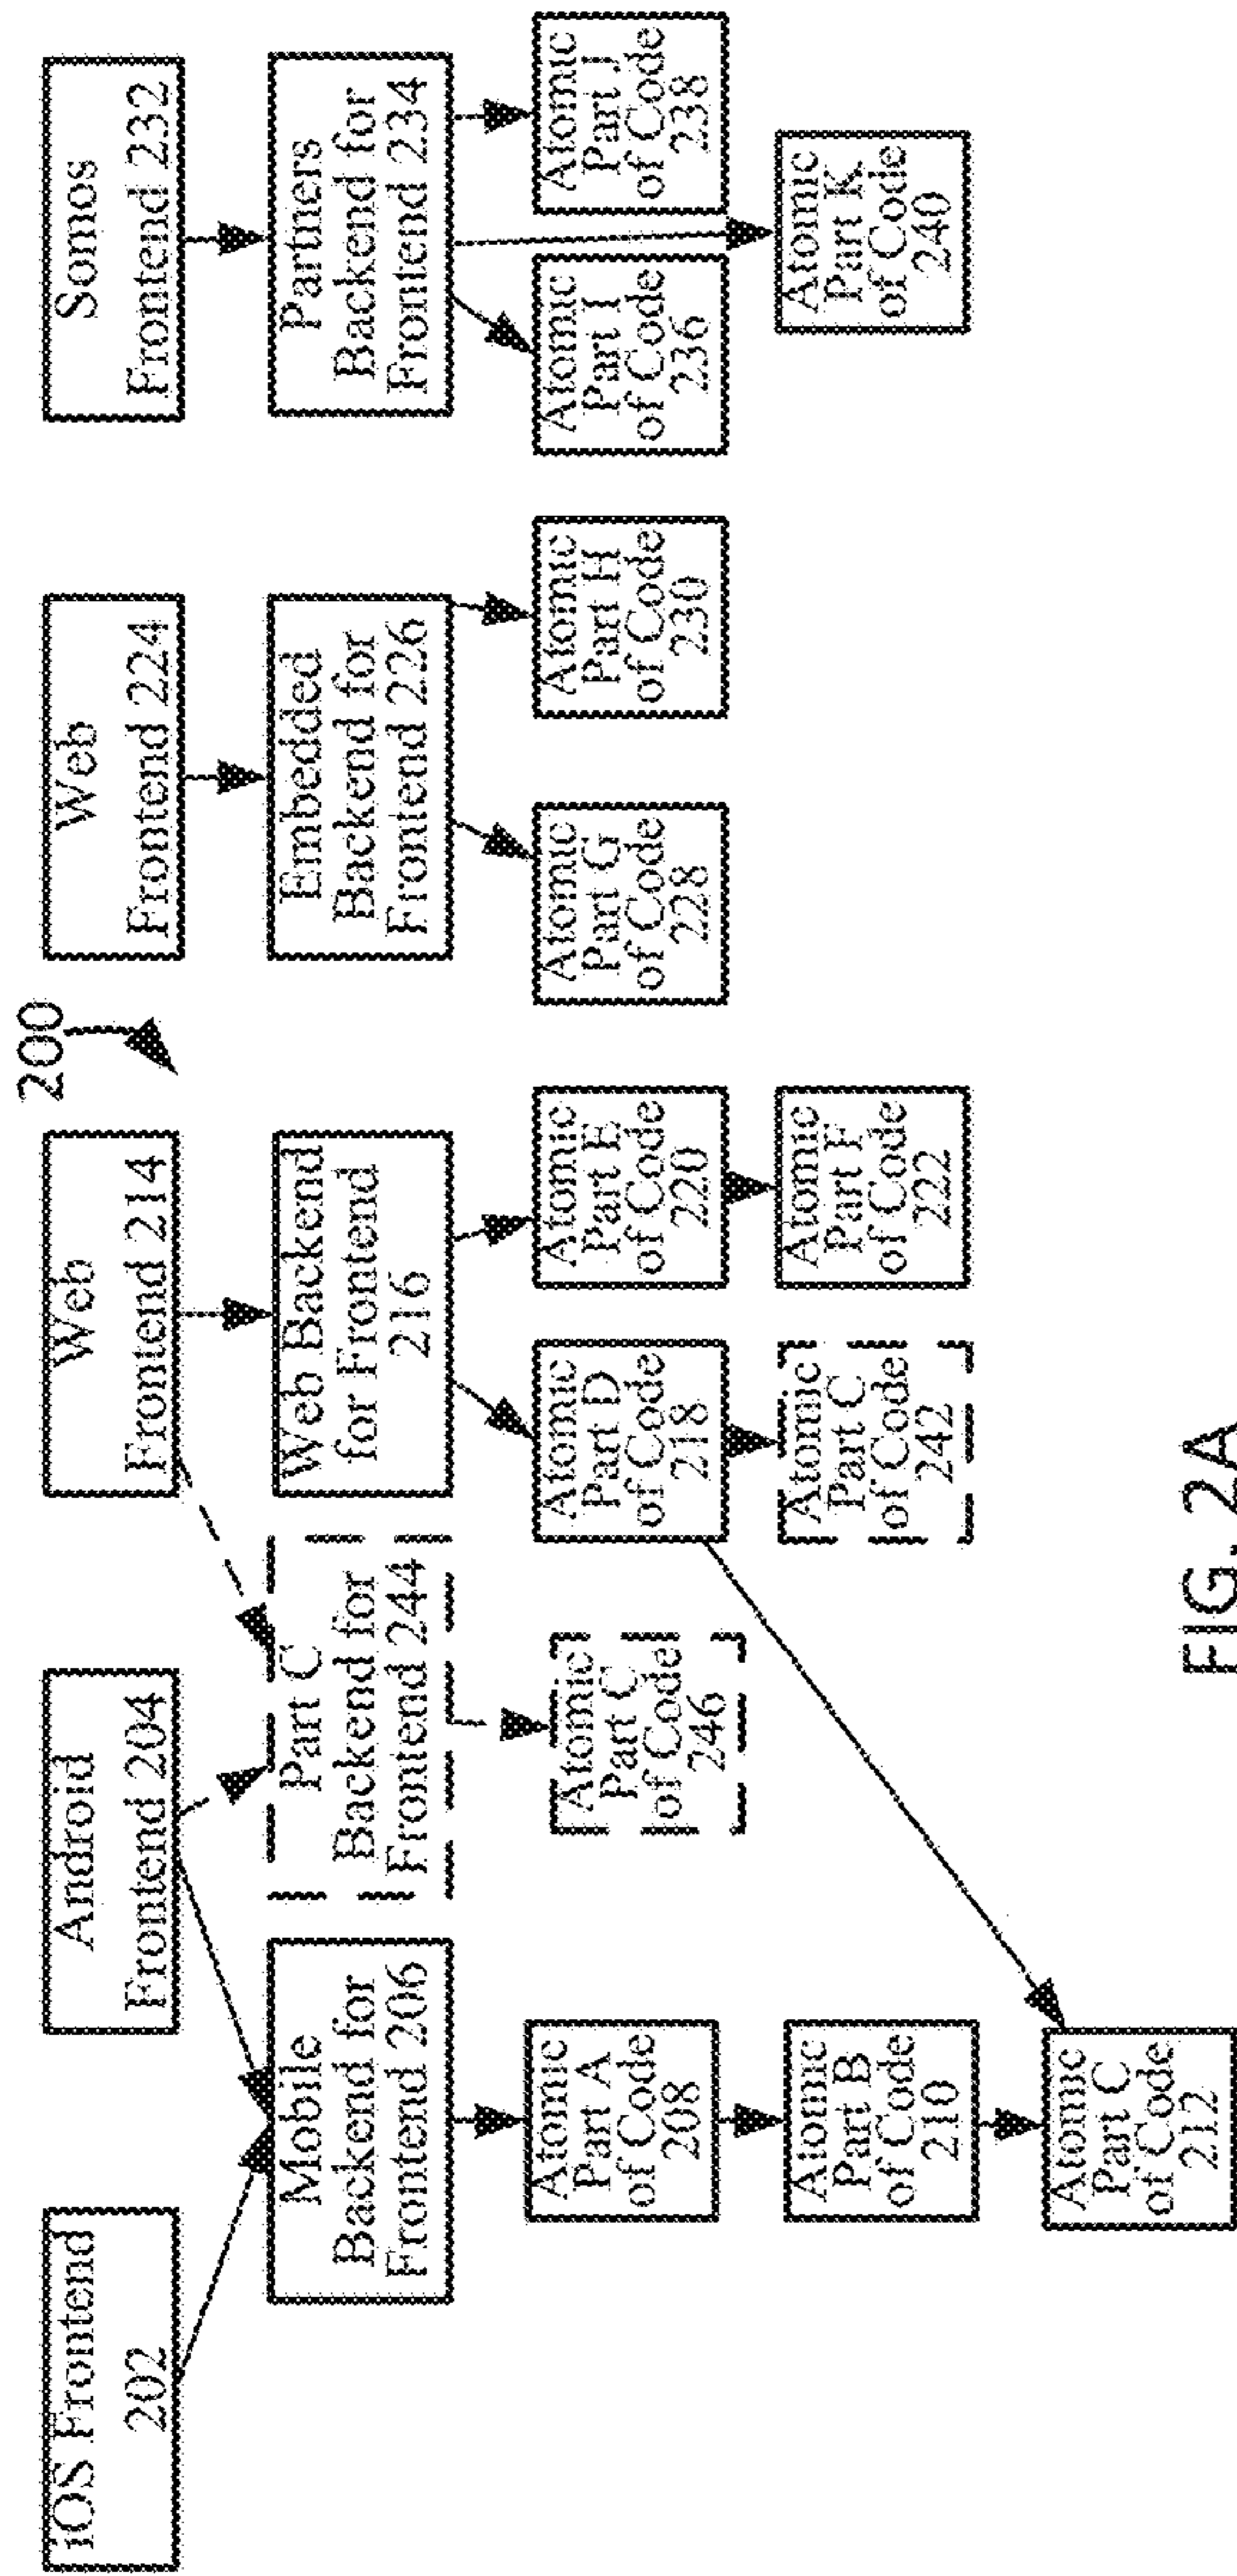 200
iOS Frontend
202
Android
Frontend 204
Web
Frontend 214
Web
Frontend 224
Somos
Frontend 232
Mobile
Backend for
Frontend 206
Part C
Backend for
Frontend 244
Web Backend
for Frontend
216
Embedded
Backend for
Frontend 226
Partners
Backend for
Frontend 234
Atomic
Part A
of Code
208
Atomic
Part C
of Code
246
Atomic
Part D
of Code
218
Atomic
Part E
of Code
220
Atomic
Part G
of Code
228
Atomic
Part H
of Code
230
Atomic
Part I
of Code
236
Atomic
Part J
of Code
238
Atomic
Part B
of Code
210
Atomic
Part C
of Code
242
Atomic
Part F
of Code
222
Atomic
Part K
of Code
240
Atomic
Part C
of Code
212
FIG. 2A